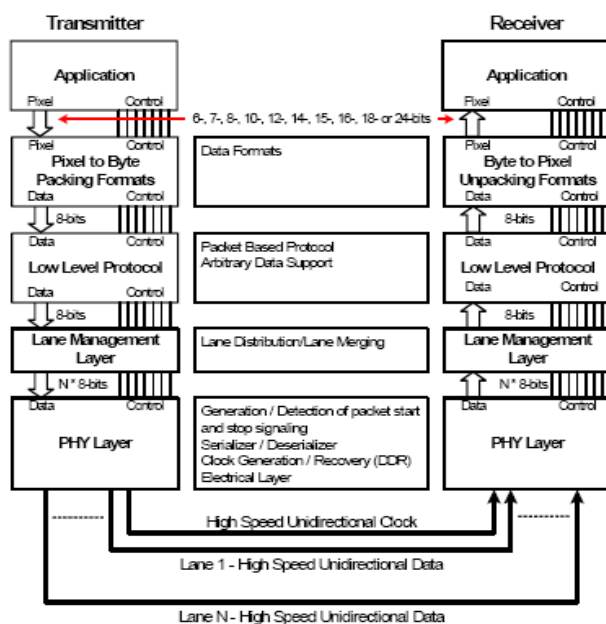 Transmitter
Receiver
Application
Application
Pixel Control
Pixel Control
6-, 7-, 8-, 10-, 12-, 14-, 15-, 16-, 18- or 24-bits
Pixel Control
Pixel to Byte
Packing Formats
Data Control
Data Formats
Pixel Control
Byte to Pixel
Unpacking Formats
Data Control
8-bits
8-bits
Data Control
Low Level Protocol
Data Control
Packet Based Protocol
Arbitrary Data Support
Data Control
Low Level Protocol
Data Control
8-bits
8-bits
Lane Management
Layer
Lane Distribution/Lane Merging
Lane Management
Layer
N* 8-bits
N* 8-bits
Data Control
PHY Layer
Generation / Detection of packet start
and stop signaling
Serializer / Deserializer
Clock Generation / Recovery (DDR)
Electrical Layer
Data Control
PHY Layer
High Speed Unidirectional Clock
Lane 1 - High Speed Unidirectional Data
Lane N - High Speed Unidirectional Data